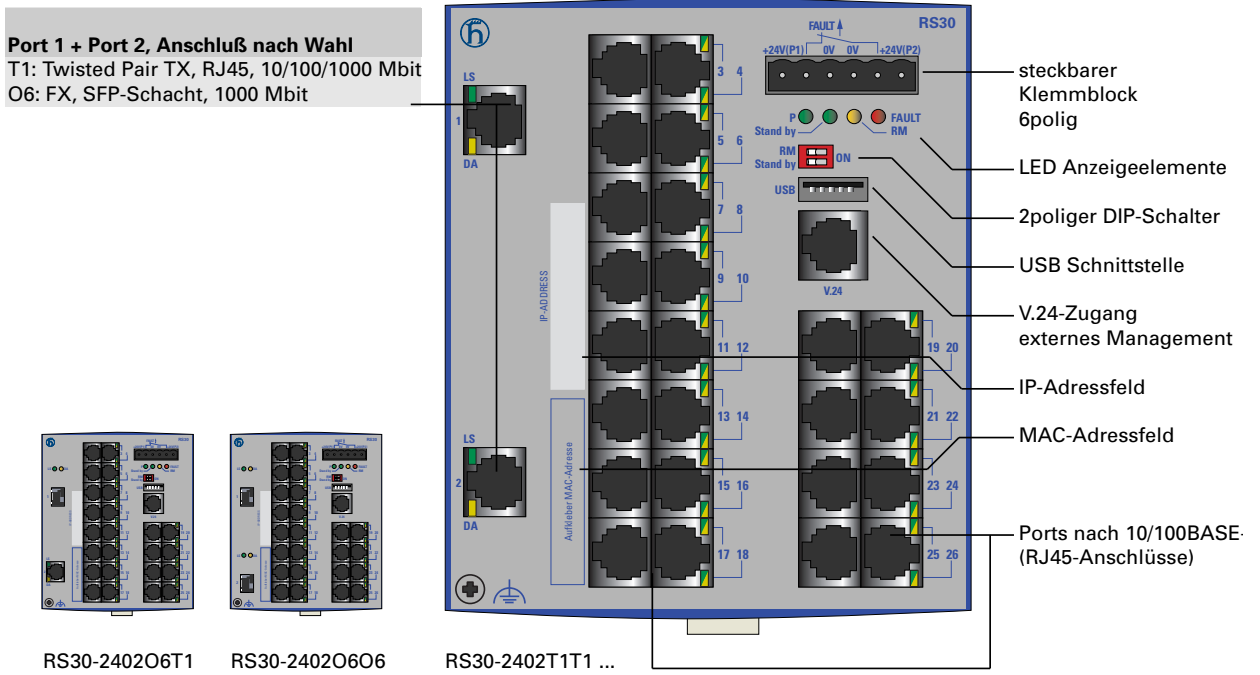 Port 1 + Port 2, Anschluß nach Wahl
T1: Twisted Pair TX, RJ45, 10/100/1000 Mbit
O6: FX, SFP-Schacht, 1000 Mbit
RS30
FAULT
+24V(P1) 0V 0V +24V(P2)
P FAULT
Stand by RM
RM
Stand by ON
USB
V.24
LS
1
DA
LS
2
DA
IP-ADDRESS
Aufkleber MAC-Adresse
3 4
5 6
7 8
9 10
11 12
13 14
15 16
17 18
19 20
21 22
23 24
25 26
steckbarer
Klemmblock
6polig
LED Anzeigeelemente
2poliger DIP-Schalter
USB Schnittstelle
V.24-Zugang
externes Management
IP-Adressfeld
MAC-Adressfeld
Ports nach 10/100BASE-
(RJ45-Anschlüsse)
RS30
RS30
RS30-2402O6T1
RS30-2402O6O6
RS30-2402T1T1 ...